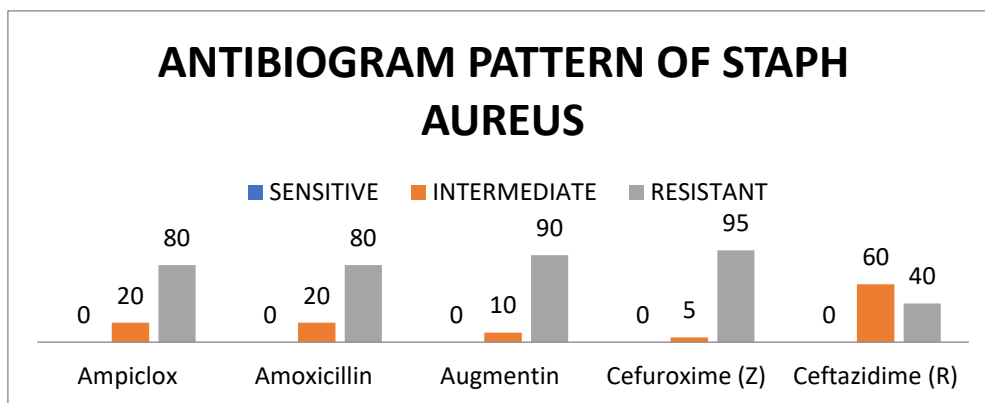 ANTIBIOGRAM PATTERN OF STAPH
AUREUS
SENSITIVE INTERMEDIATE RESISTANT
0 20 80 0 20 80 0 10 90 0 5 95 0 60 40
Ampiclox Amoxicillin Augmentin Cefuroxime (Z) Ceftazidime (R)